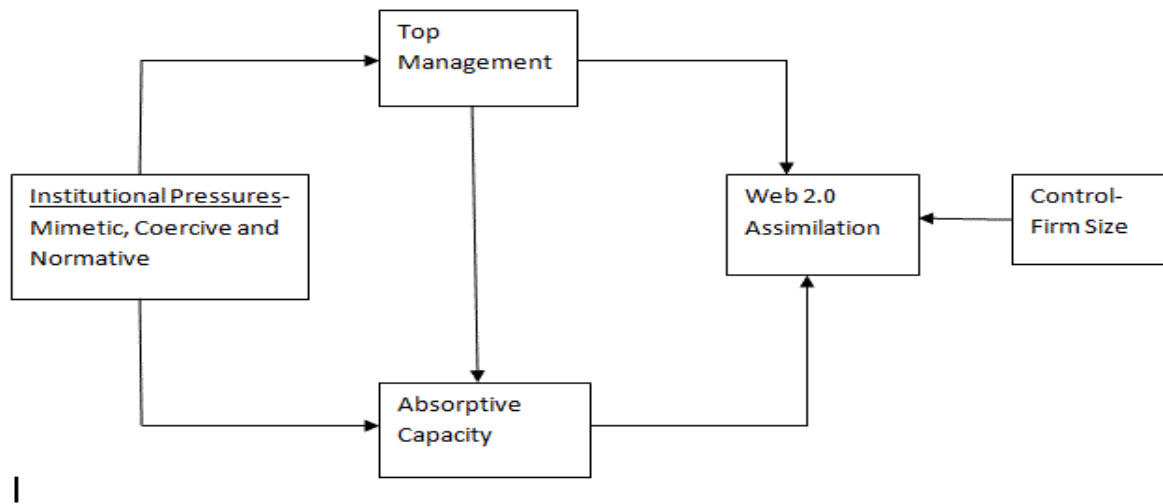 Top
Management
Institutional Pressures-
Mimetic, Coercive and
Normative
Web 2.0
Assimilation
Control-
Firm Size
Absorptive
Capacity